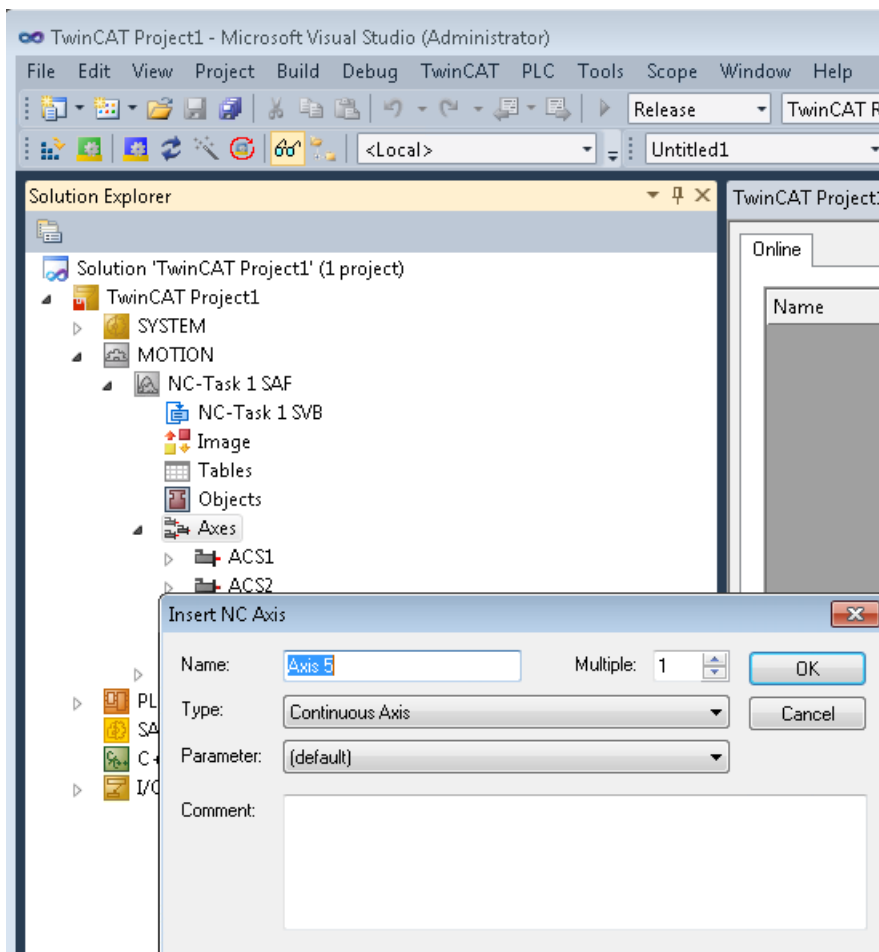 TwinCAT Project1 - Microsoft Visual Studio (Administrator)
File Edit View Project Build Debug TwinCAT PLC Tools Scope Window Help
Release TwinCAT R
<Local> Untitled1
Solution Explorer
TwinCAT Project1
Online
Name
Solution 'TwinCAT Project1' (1 project)
TwinCAT Project1
SYSTEM
MOTION
NC-Task 1 SAF
NC-Task 1 SVB
Image
Tables
Objects
Axes
ACS1
ACS2
PL
SA
C+
I/O
Insert NC Axis
Name: Axis 5 Multiple: 1 OK
Type: Continuous Axis Cancel
Parameter: (default)
Comment: